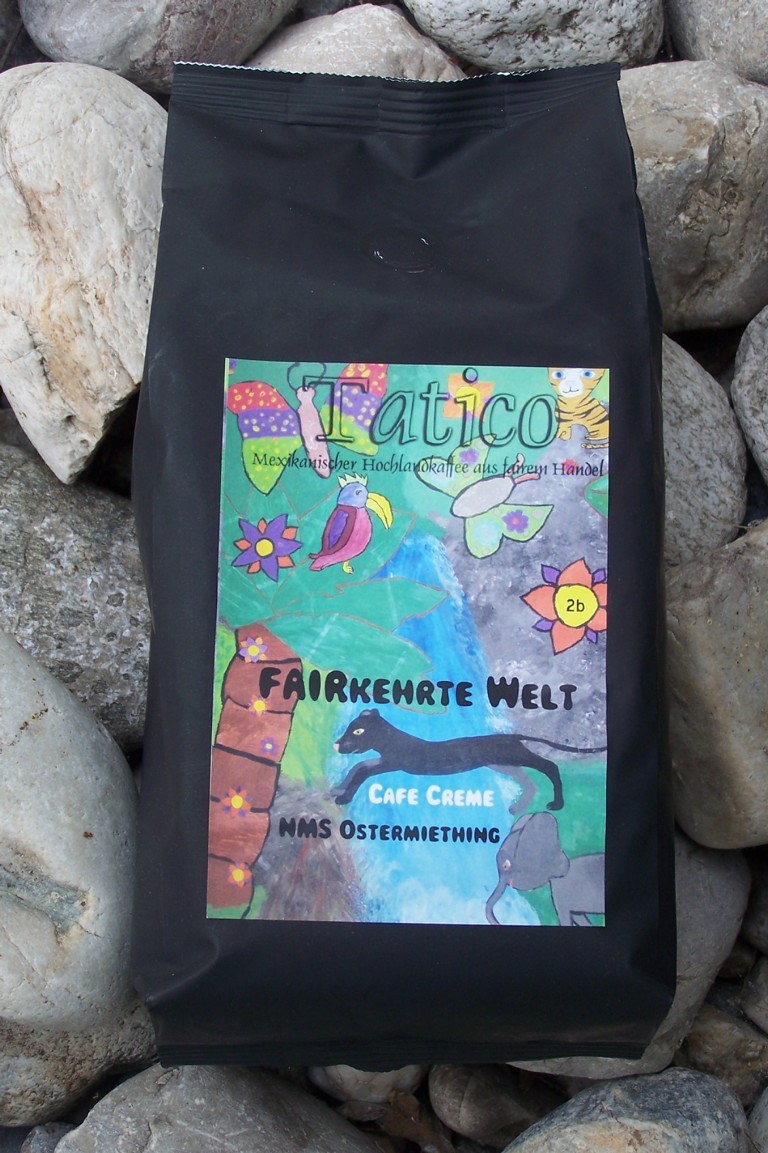 Tatico
Mexikanischer Hochlandkaffee aus fairem Handel
2b
FAIRKEHRTE WELT
CAFE CREME
NMS OSTERMIETHING